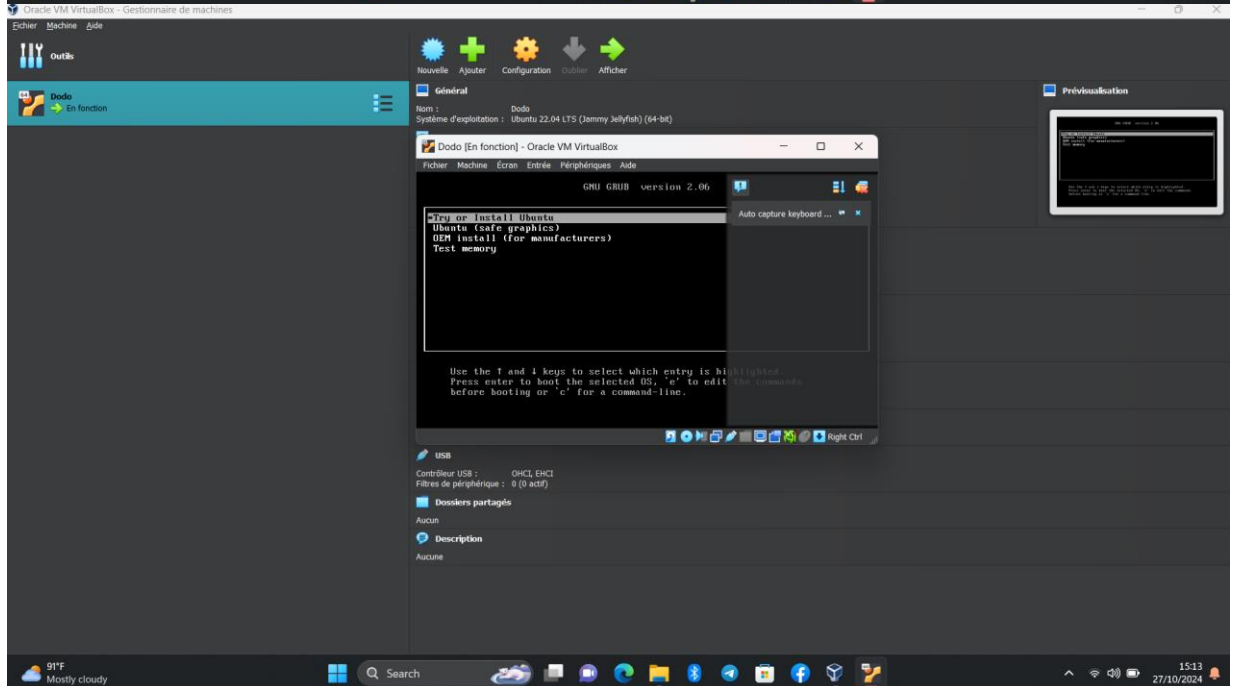 Oracle VM VirtualBox - Gestionnaire de machines
Fichier Machine Aide
Outils
Nouvelle Ajouter Configuration Oublier Afficher
64
Dodo
En fonction
Général
Nom : Dodo
Système d'exploitation : Ubuntu 22.04 LTS (Jammy Jellyfish) (64-bit)
Prévisualisation
Dodo [En fonction] - Oracle VM VirtualBox
Fichier Machine Écran Entrée Périphériques Aide
GNU GRUB version 2.06
Auto capture keyboard ...
*Try or Install Ubuntu
Ubuntu (safe graphics)
OEM install (for manufacturers)
Test memory
Use the ↑ and ↓ keys to select which entry is highlighted.
Press enter to boot the selected OS, `e' to edit the commands
before booting or `c' for a command-line.
Right Ctrl
USB
Contrôleur USB : OHCI, EHCI
Filtres de périphérique : 0 (0 actif)
Dossiers partagés
Aucun
Description
Aucune
91°F
Mostly cloudy
Search
15:13
27/10/2024